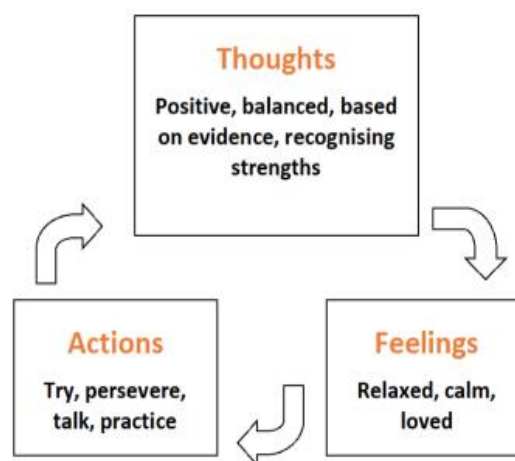 Thoughts
Positive, balanced, based
on evidence, recognising
strengths
Actions
Try, persevere,
talk, practice
Feelings
Relaxed, calm,
loved